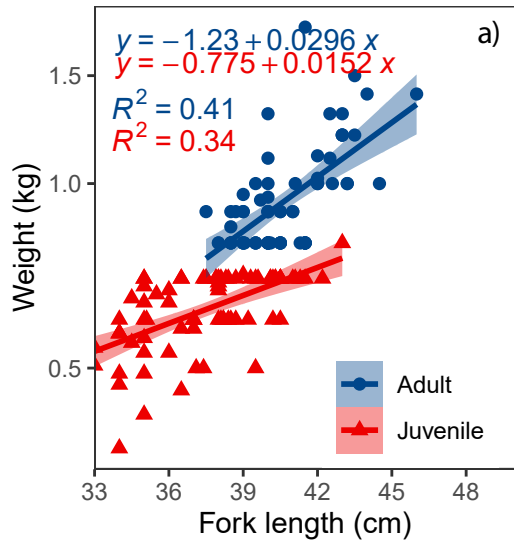 a)
y = −1.23 + 0.0296 x
y = −0.775 + 0.0152 x
R² = 0.41
R² = 0.34
1.5
1.0
0.5
Weight (kg)
Adult
Juvenile
33 36 39 42 45 48
Fork length (cm)